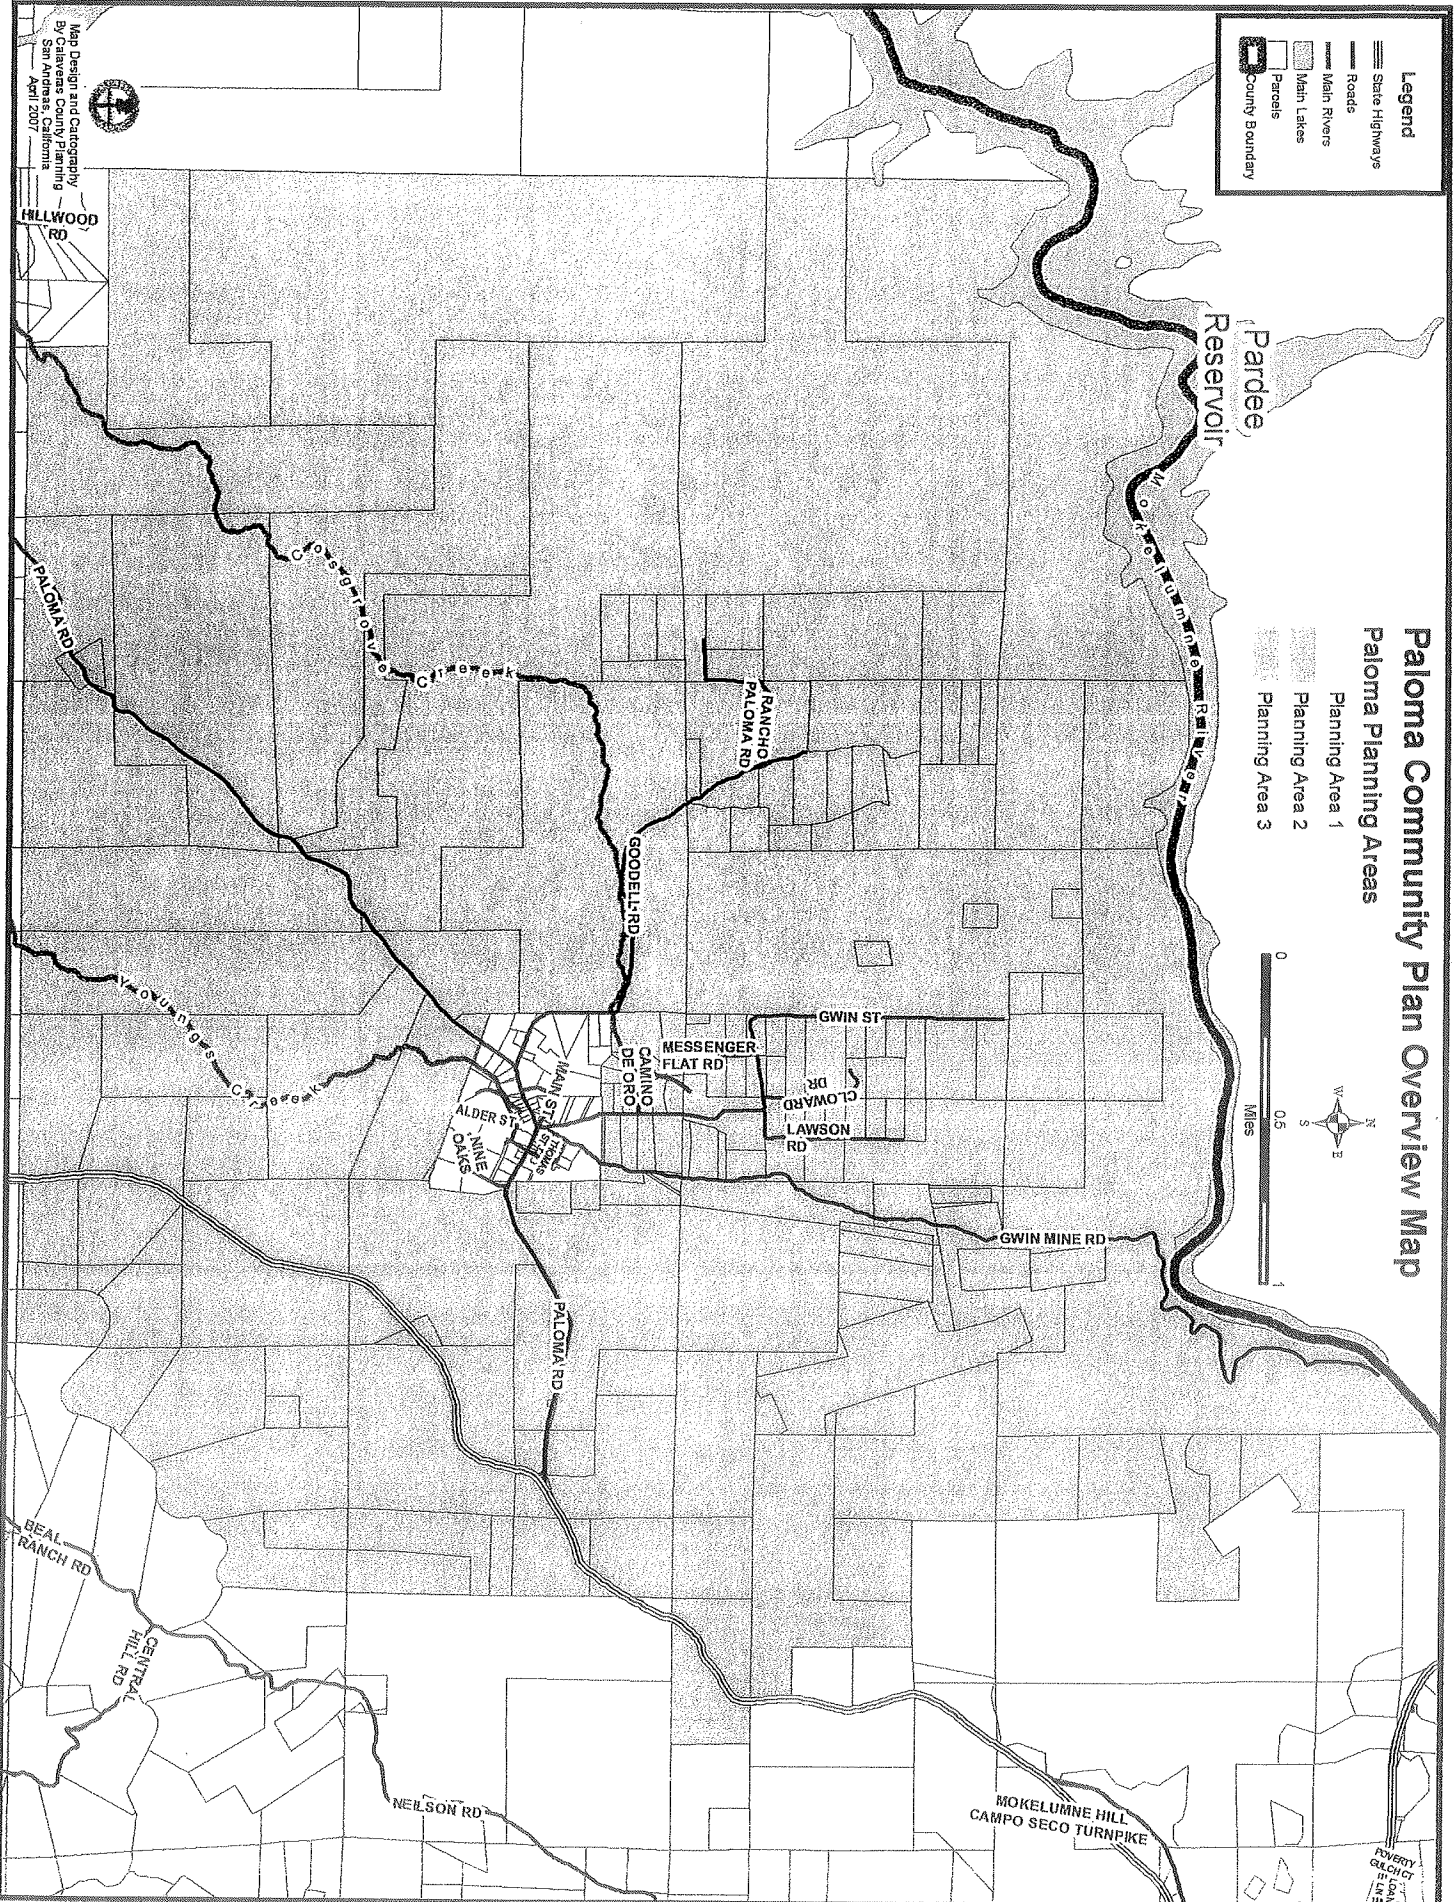 Paloma Community Plan Overview Map
Paloma Planning Areas
Planning Area 1
Planning Area 2
Planning Area 3
0
0.5
1
Miles
N
W
E
S
Legend
State Highways
Roads
Main Rivers
Main Lakes
Parcels
County Boundary
Pardee
Reservoir
Mokelumne River
RANCHO
PALOMA RD
GOODELL RD
GWIN ST
MESSENGER
FLAT RD
CAMINO
DE ORO
CLOWARD
DR
LAWSON
RD
GWIN MINE RD
MAIN ST
THOMAS
ALDER ST
NINE
OAKS
PALOMA RD
PALOMA RD
Cosgrove Creek
Youngs Creek
HILLWOOD
RD
BEAL
RANCH RD
CENTRAL
HILL RD
NEILSON RD
MOKELUMNE HILL
CAMPO SECO TURNPIKE
POVERTY
GULCH CT
Map Design and Cartography
By Calaveras County Planning
San Andreas, California
April 2007